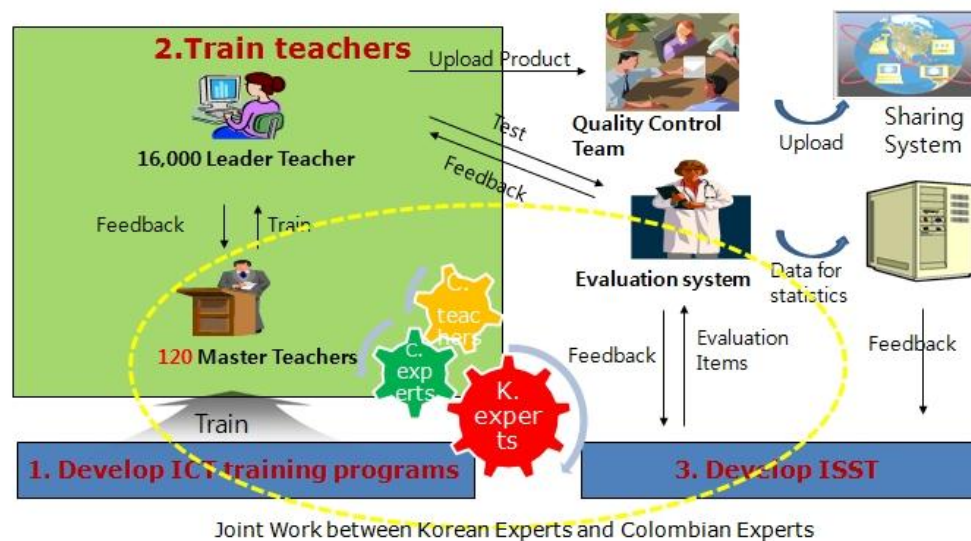 2.Train teachers
Upload Product
16,000 Leader Teacher
Test
Feedback
Quality Control
Team
Upload
Sharing
System
Feedback
Train
120 Master Teachers
C.
teac
hers
C.
exp
erts
K.
exper
ts
Evaluation system
Data for
statistics
Feedback
Evaluation
Items
Feedback
Train
1. Develop ICT training programs
3. Develop ISST
Joint Work between Korean Experts and Colombian Experts